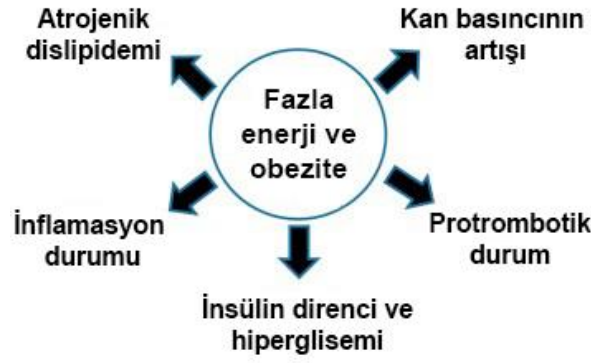 Atrojenik
dislipidemi
Kan basıncının
artışı
Fazla
enerji ve
obezite
İnflamasyon
durumu
Protrombotik
durum
İnsülin direnci ve
hiperglisemi